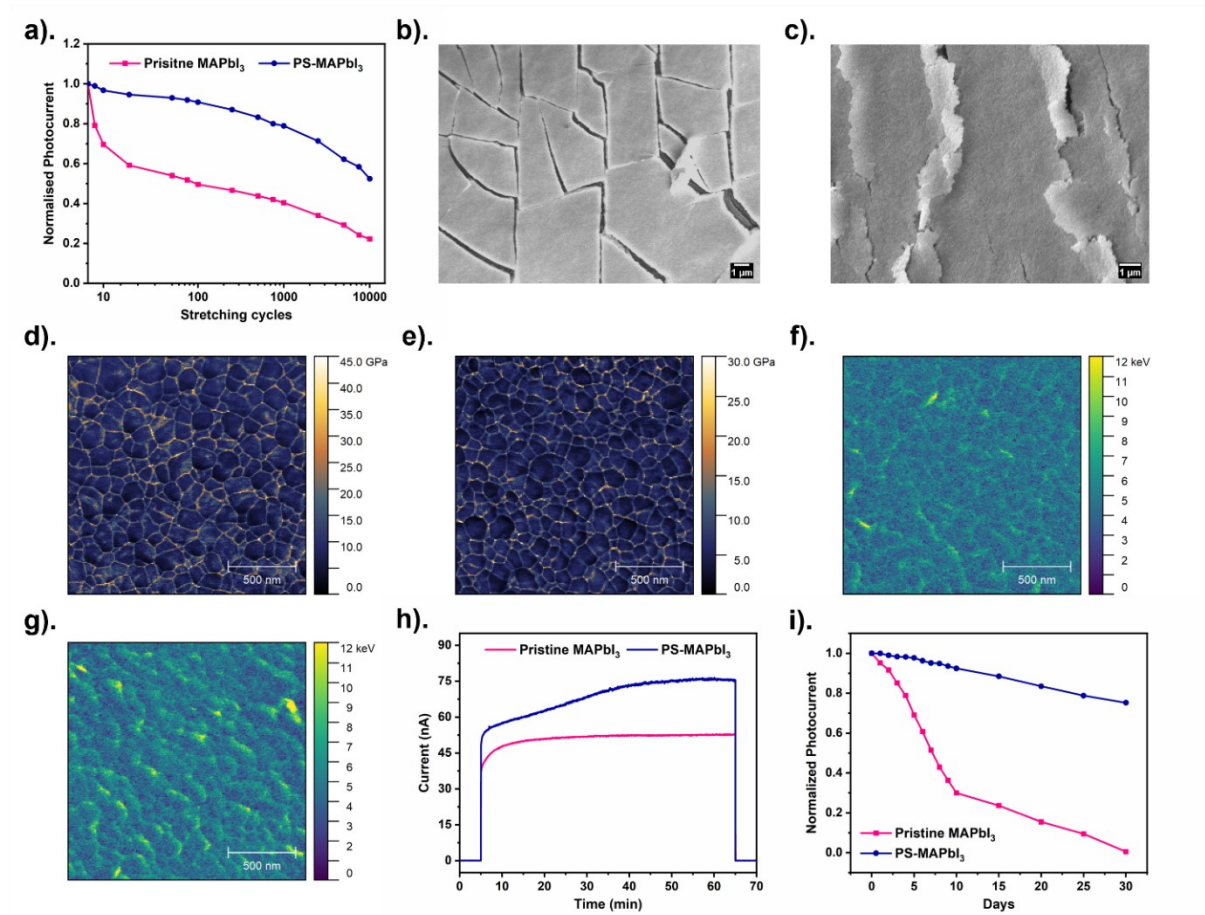 a).
1.2
1.0
0.8
0.6
0.4
0.2
0.0
Normalised Photocurrent
Prisitne MAPbI₃
PS-MAPbI₃
10
100
1000
10000
Stretching cycles
b).
1 µm
c).
1 µm
d).
45.0 GPa
40.0
35.0
30.0
25.0
20.0
15.0
10.0
5.0
0.0
500 nm
e).
30.0 GPa
25.0
20.0
15.0
10.0
5.0
0.0
500 nm
f).
12 keV
11
10
9
8
7
6
5
4
3
2
1
0
500 nm
g).
12 keV
11
10
9
8
7
6
5
4
3
2
1
0
500 nm
h).
90
75
60
45
30
15
0
Current (nA)
Pristine MAPbI₃
PS-MAPbI₃
0
10
20
30
40
50
60
70
Time (min)
i).
1.0
0.8
0.6
0.4
0.2
0.0
Normalized Photocurrent
Pristine MAPbI₃
PS-MAPbI₃
0
5
10
15
20
25
30
Days